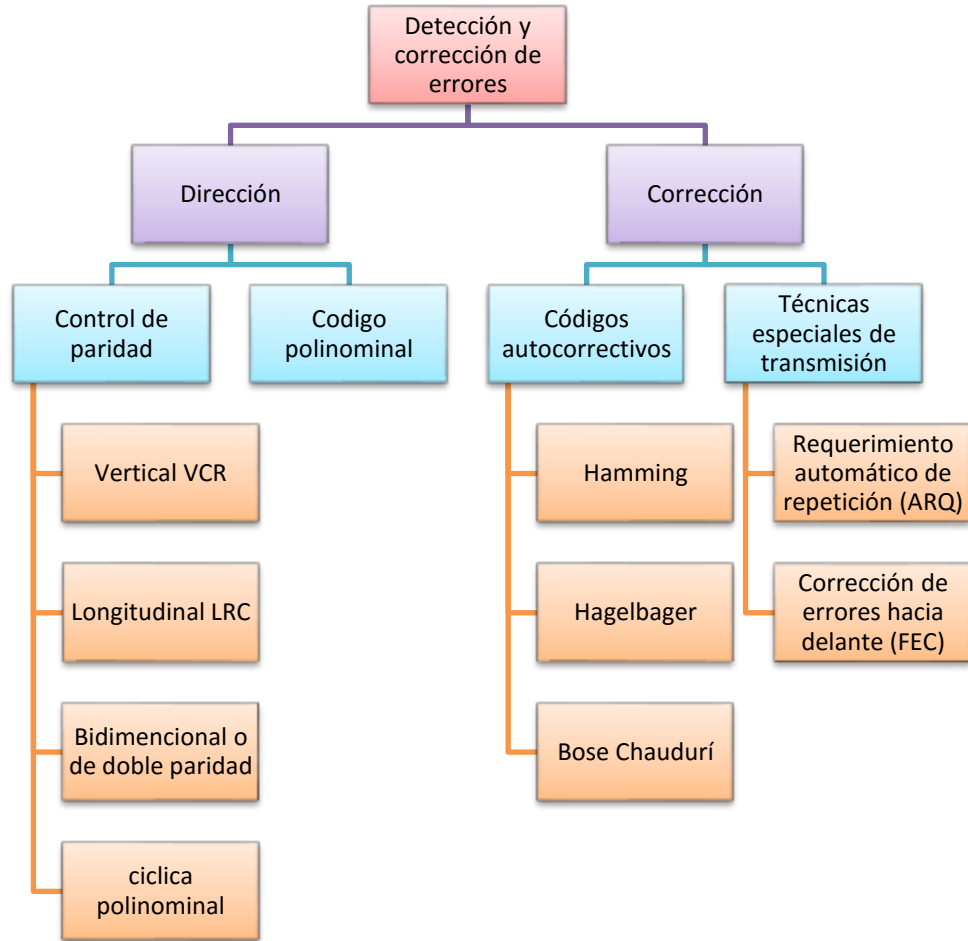 Detección y
corrección de
errores
Dirección
Corrección
Control de
paridad
Codigo
polinominal
Códigos
autocorrectivos
Técnicas
especiales de
transmisión
Vertical VCR
Longitudinal LRC
Bidimencional o
de doble paridad
ciclica
polinominal
Hamming
Hagelbager
Bose Chaudurí
Requerimiento
automático de
repetición (ARQ)
Corrección de
errores hacia
delante (FEC)